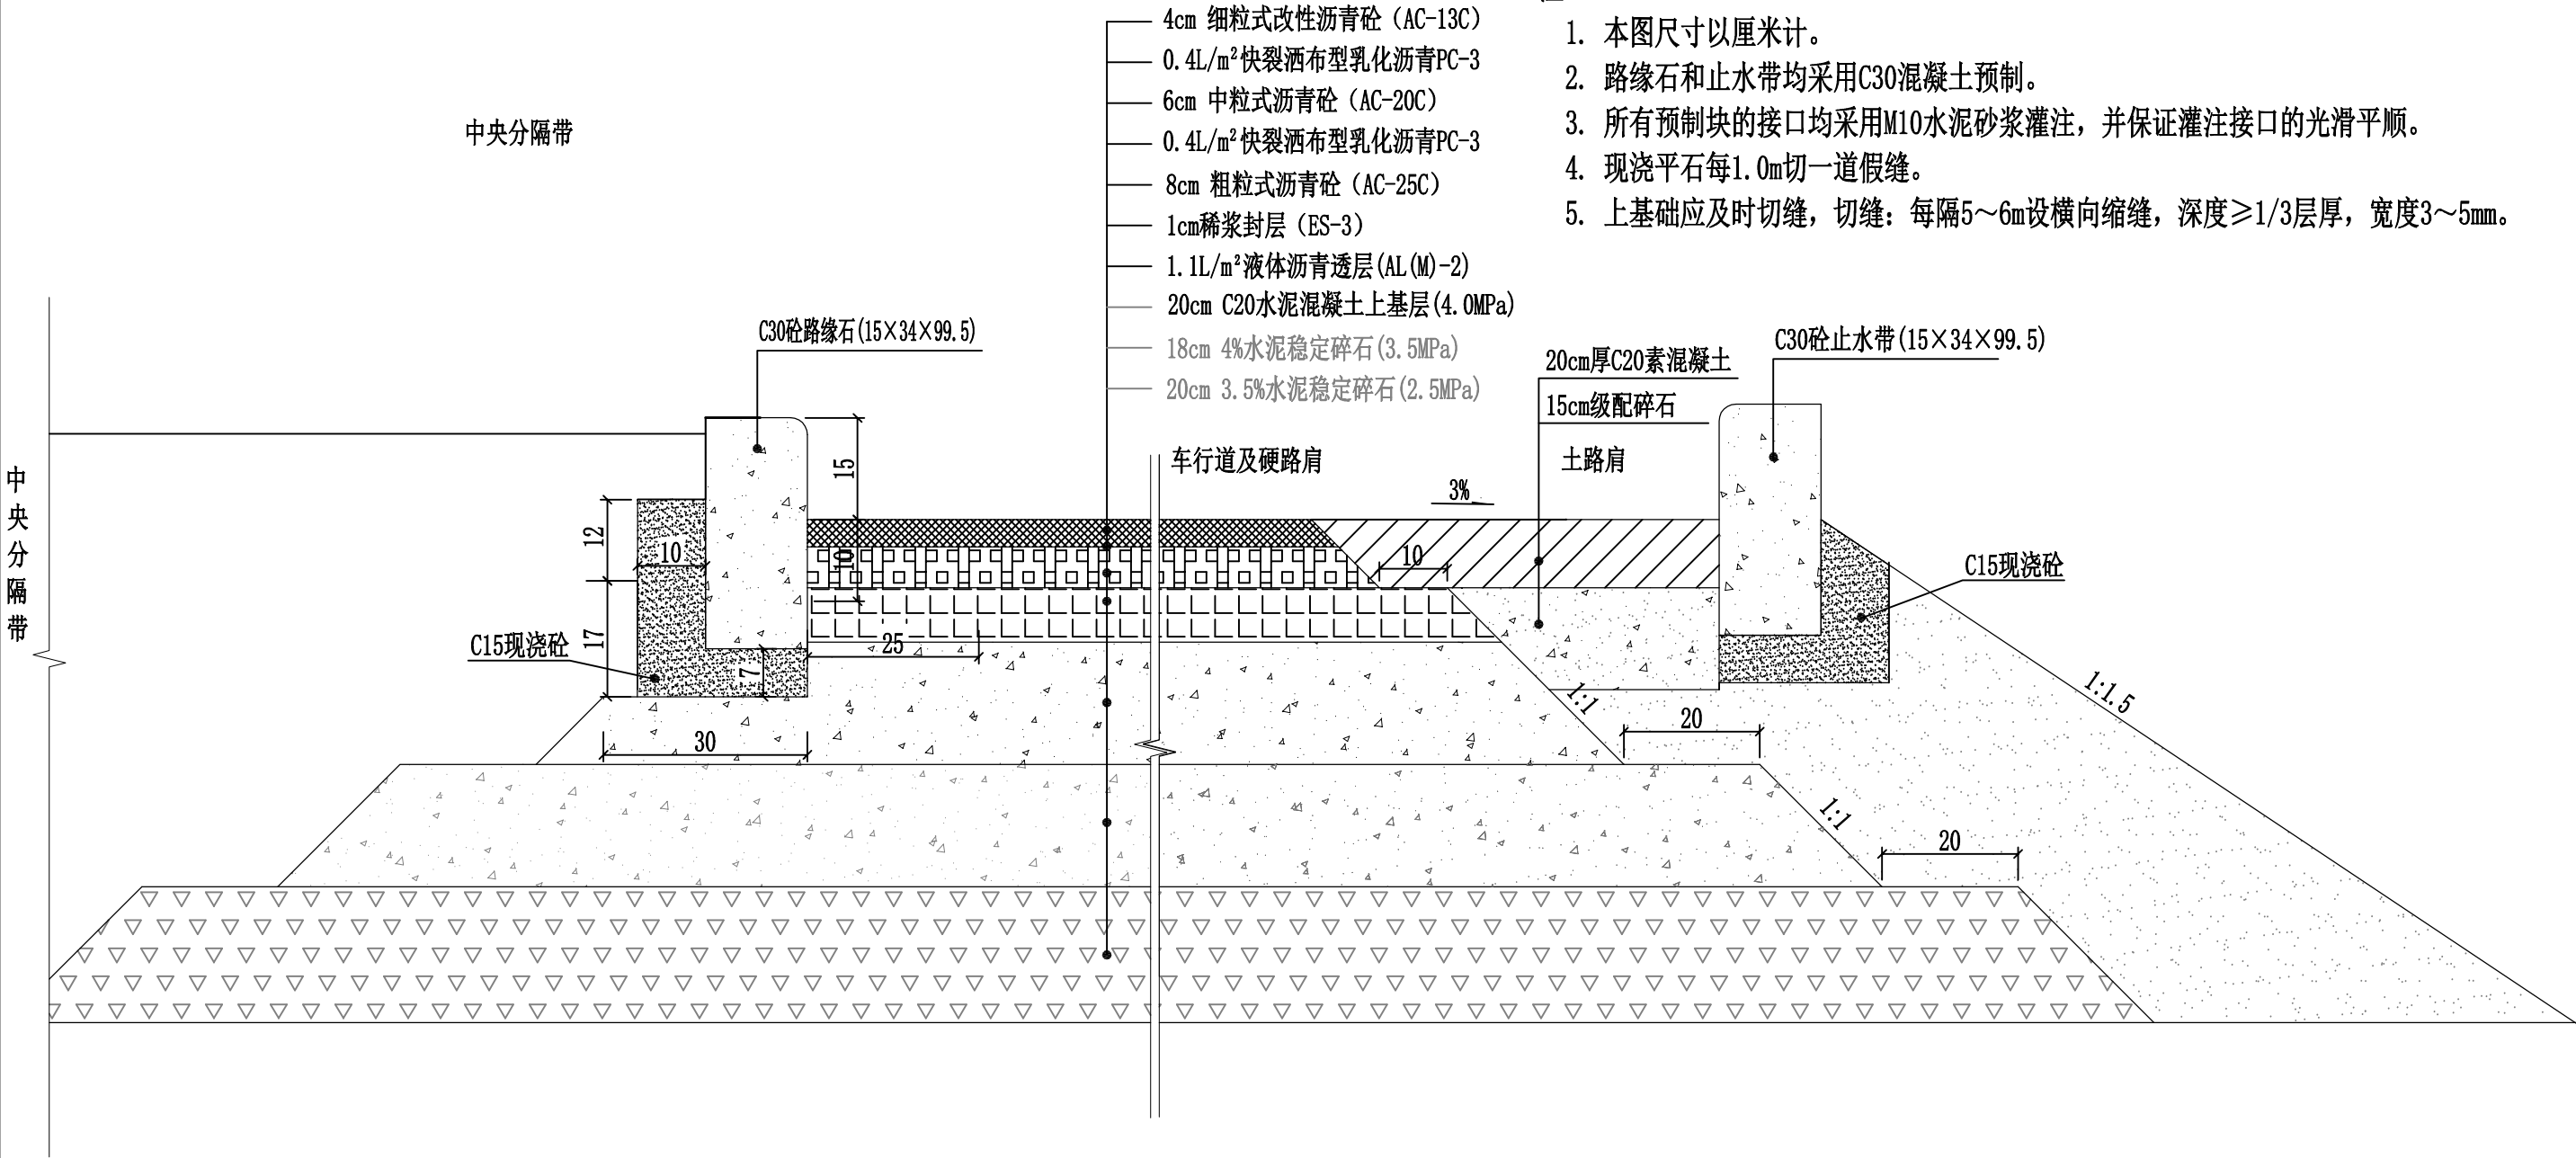 4cm 细粒式改性沥青砼（AC-13C）
0.4L/m²快裂洒布型乳化沥青PC-3
6cm 中粒式沥青砼（AC-20C）
0.4L/m²快裂洒布型乳化沥青PC-3
8cm 粗粒式沥青砼（AC-25C）
1cm稀浆封层（ES-3）
1.1L/m²液体沥青透层(AL(M)-2)
20cm C20水泥混凝土上基层(4.0MPa)
18cm 4%水泥稳定碎石(3.5MPa)
20cm 3.5%水泥稳定碎石(2.5MPa)
1. 本图尺寸以厘米计。
2. 路缘石和止水带均采用C30混凝土预制。
3. 所有预制块的接口均采用M10水泥砂浆灌注，并保证灌注接口的光滑平顺。
4. 现浇平石每1.0m切一道假缝。
5. 上基础应及时切缝，切缝：每隔5～6m设横向缩缝，深度≥1/3层厚，宽度3～5mm。
中央分隔带
C30砼路缘石(15×34×99.5)
C30砼止水带(15×34×99.5)
20cm厚C20素混凝土
15cm级配碎石
车行道及硬路肩
土路肩
3%
中央分隔带
15
12
10
10
10
C15现浇砼
17
C15现浇砼
25
7
30
1:1
20
1:1.5
1:1
20